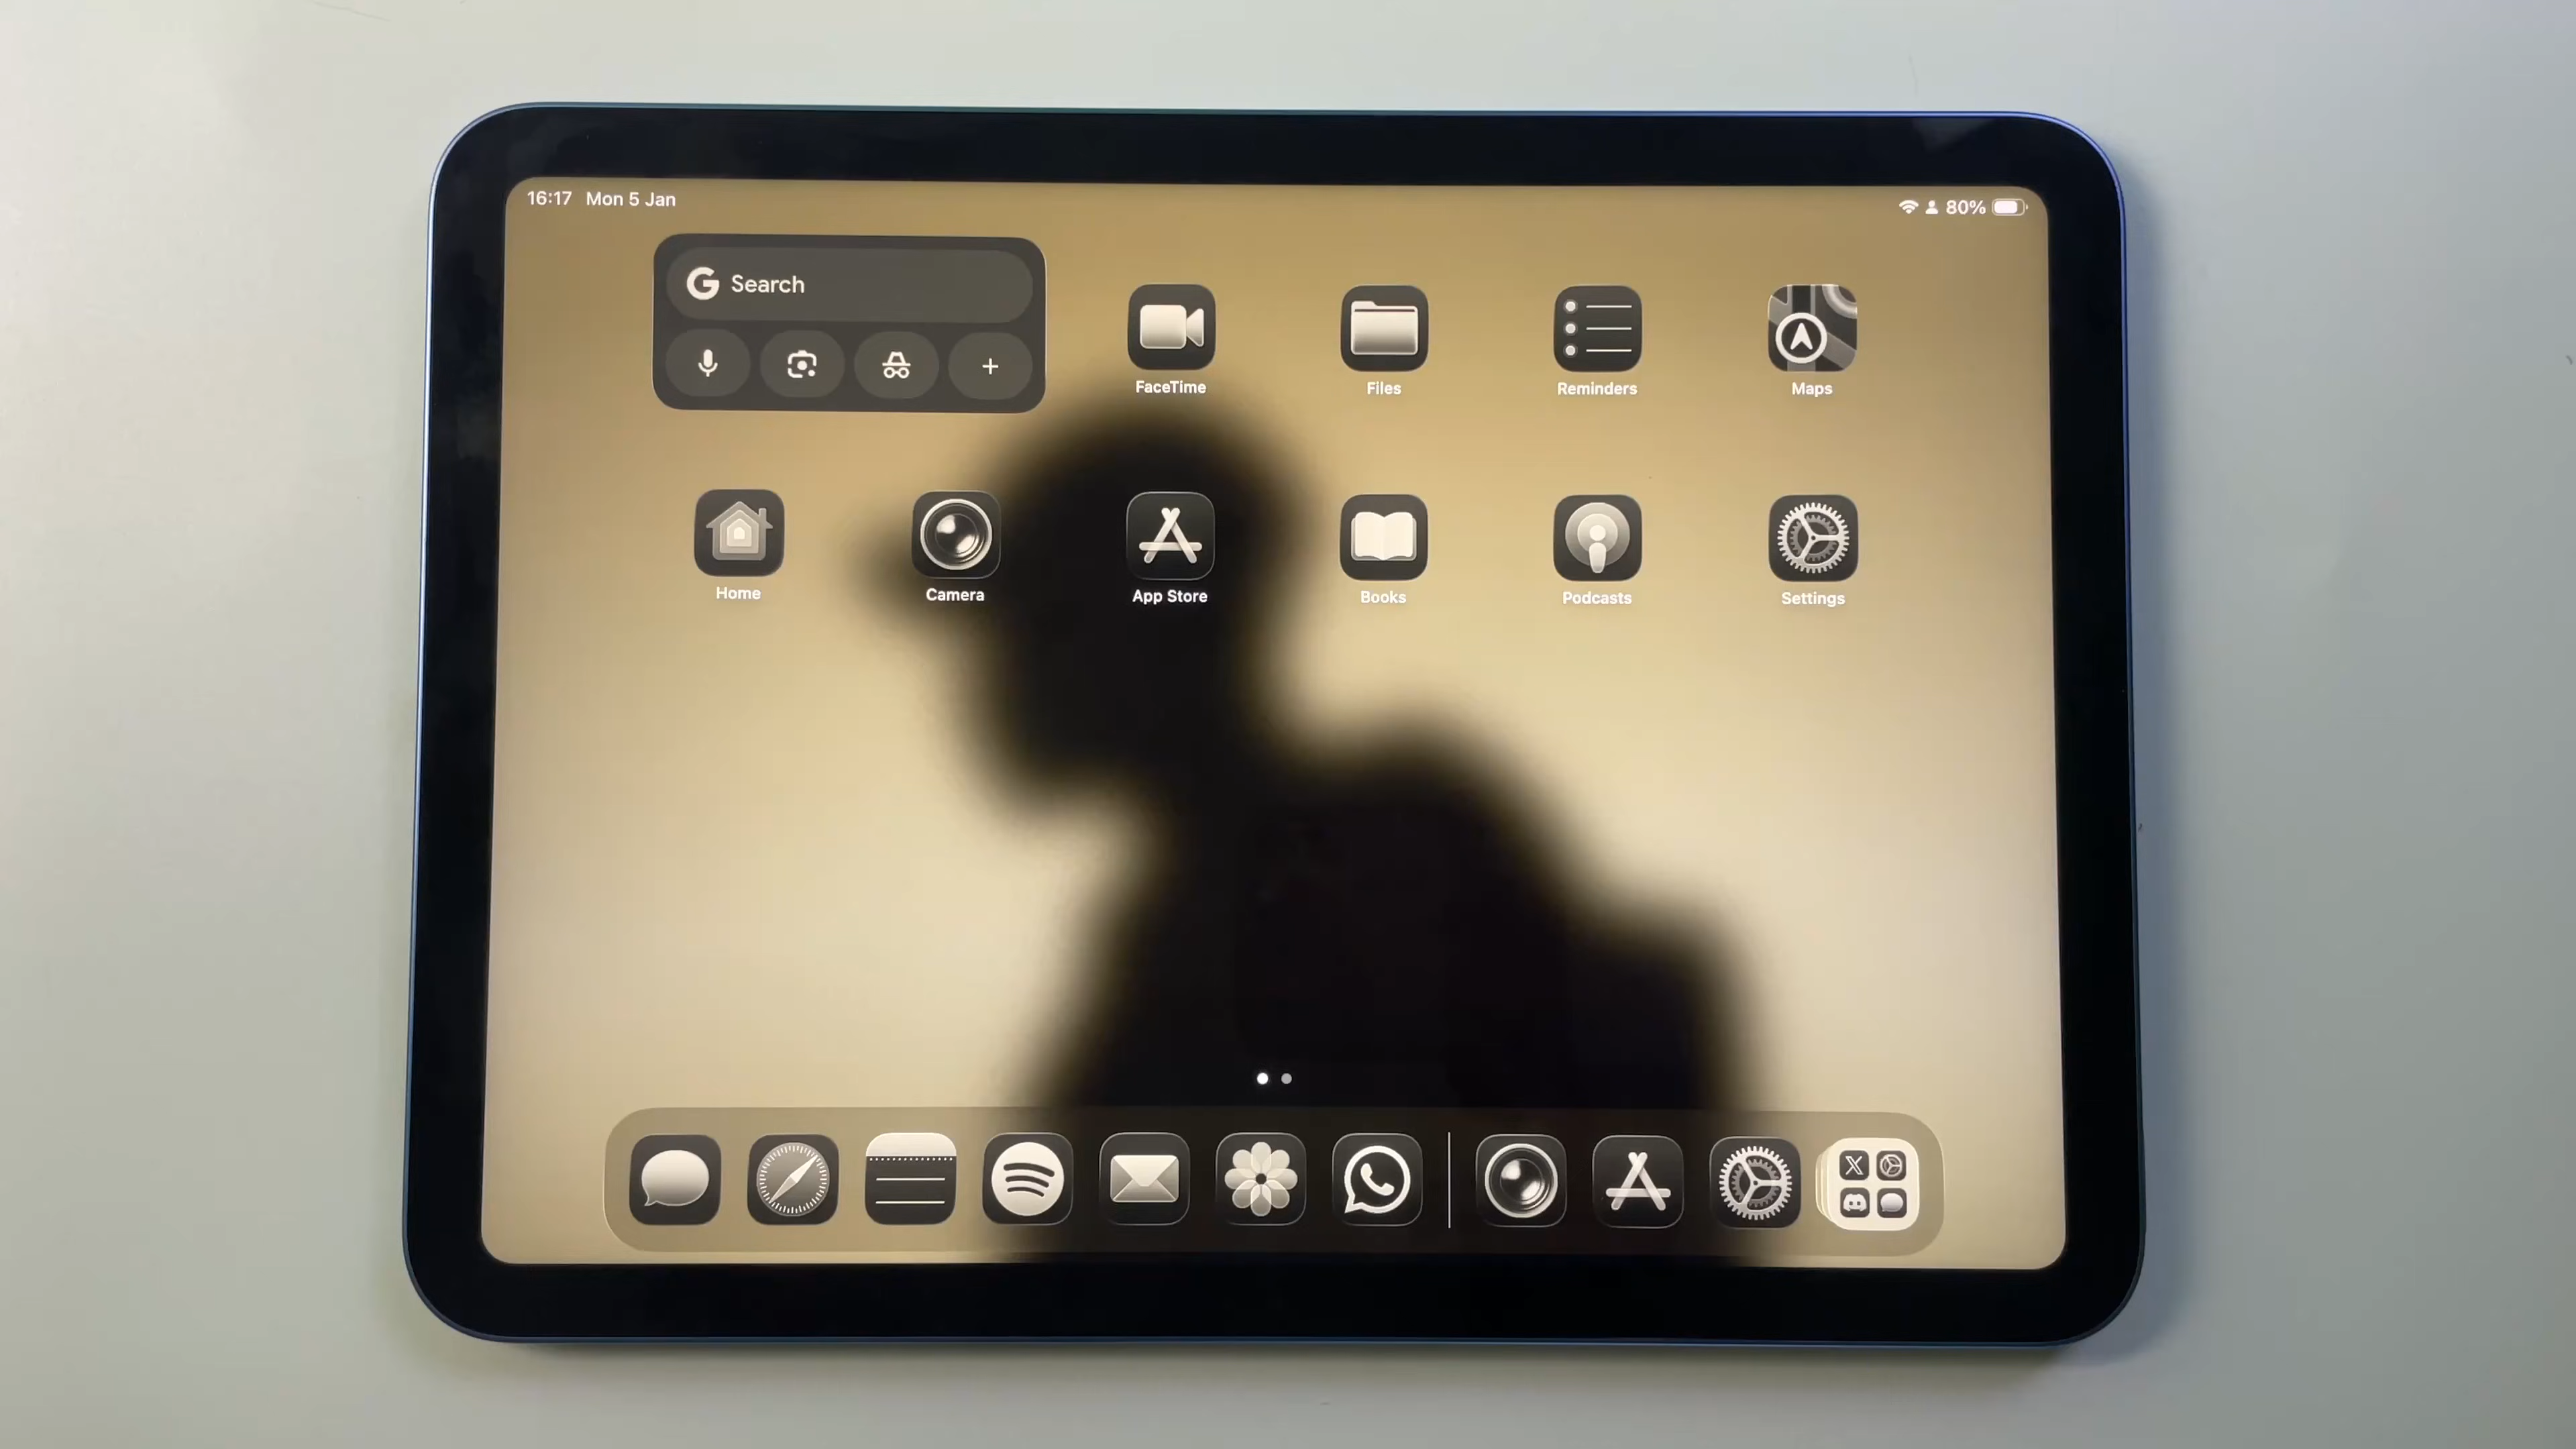 16:17 Mon 5 Jan
80%
G Search
FaceTime
Files
Reminders
Maps
Home
Camera
App Store
Books
Podcasts
Settings